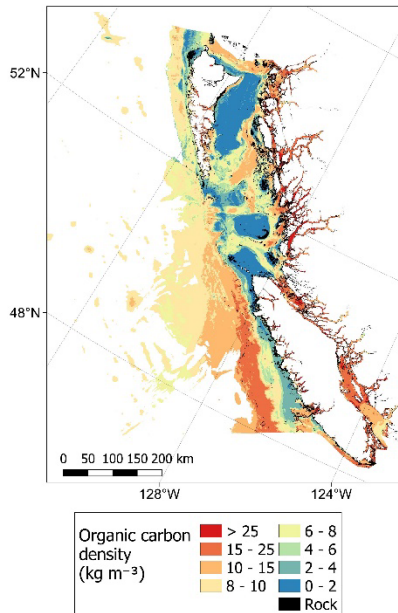 52°N
48°N
0 50 100 150 200 km
128°W
124°W
Organic carbon
density
(kg m⁻³)
> 25
15 - 25
10 - 15
8 - 10
6 - 8
4 - 6
2 - 4
0 - 2
Rock